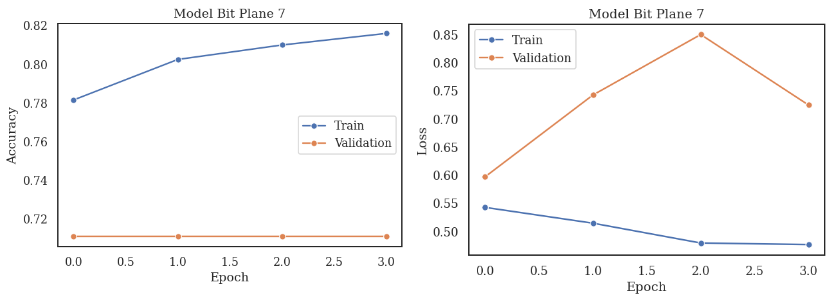 Model Bit Plane 7
0.82
0.80
0.78
0.76
0.74
0.72
Accuracy
Train
Validation
0.0 0.5 1.0 1.5 2.0 2.5 3.0
Epoch
Model Bit Plane 7
0.85
0.80
0.75
0.70
0.65
0.60
0.55
0.50
Loss
Train
Validation
0.0 0.5 1.0 1.5 2.0 2.5 3.0
Epoch